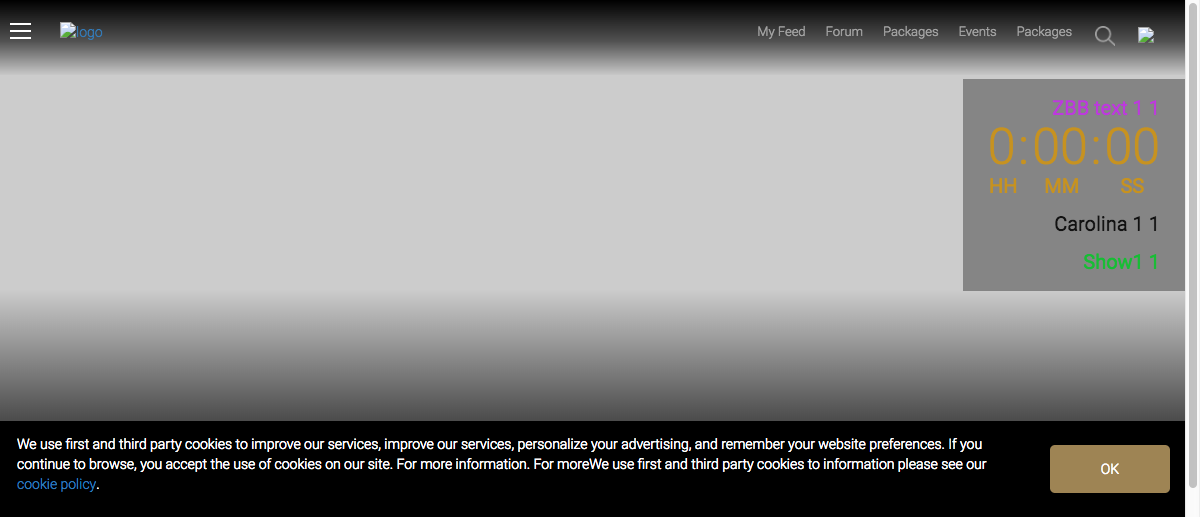 logo
My Feed Forum Packages Events Packages
ZBB text 1 1
0:00:00
HH MM SS
Carolina 1 1
Show1 1
We use first and third party cookies to improve our services, improve our services, personalize your advertising, and remember your website preferences. If you
continue to browse, you accept the use of cookies on our site. For more information. For moreWe use first and third party cookies to information please see our
cookie policy.
OK